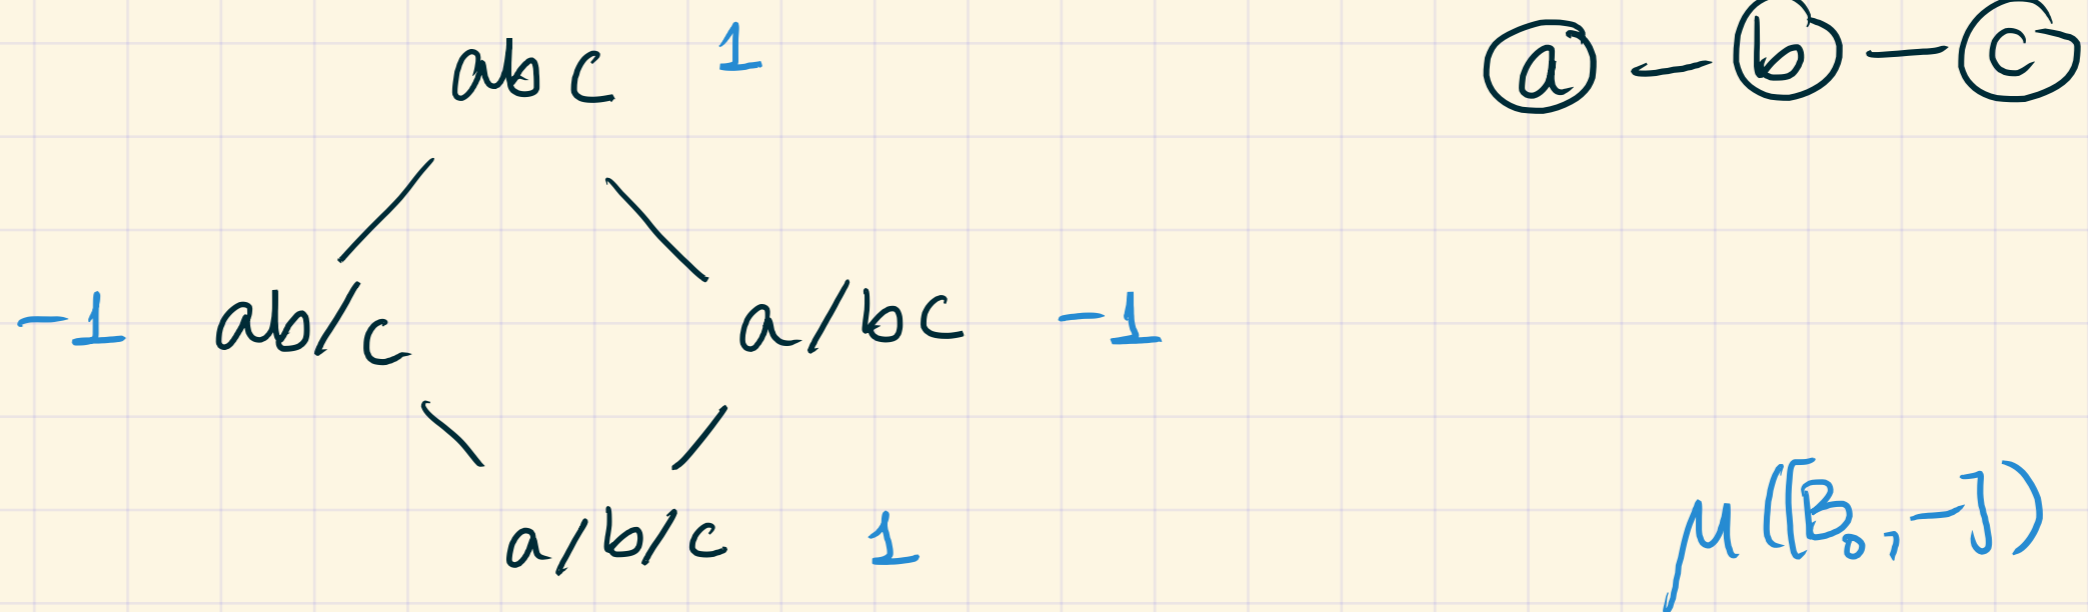 abc 1 a - b - c
-1 ab/c a/bc -1
a/b/c 1 μ([B₀,-])